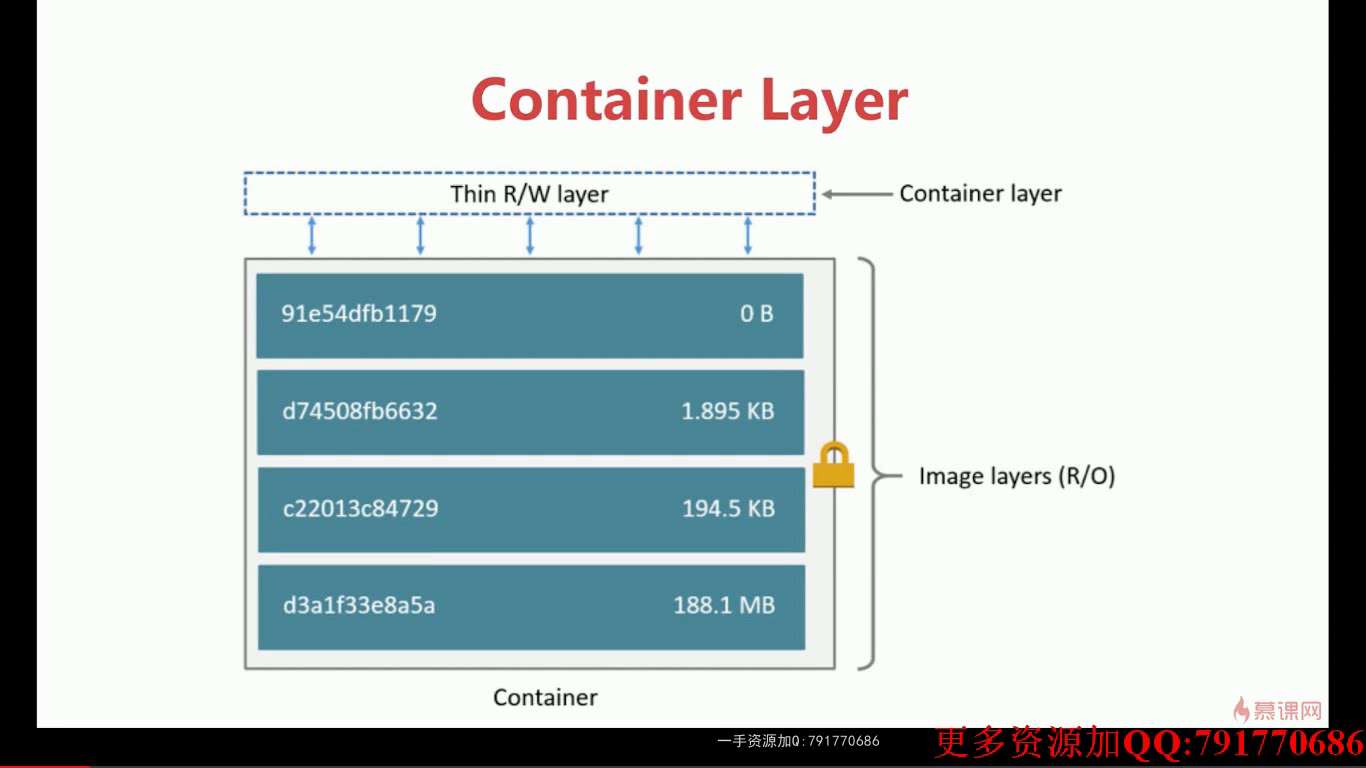 Container Layer
Thin R/W layer
Container layer
91e54dfb1179 0 B
d74508fb6632 1.895 KB
c22013c84729 194.5 KB
d3a1f33e8a5a 188.1 MB
Image layers (R/O)
Container
慕课网
一手资源加Q:791770686
更多资源加QQ:791770686